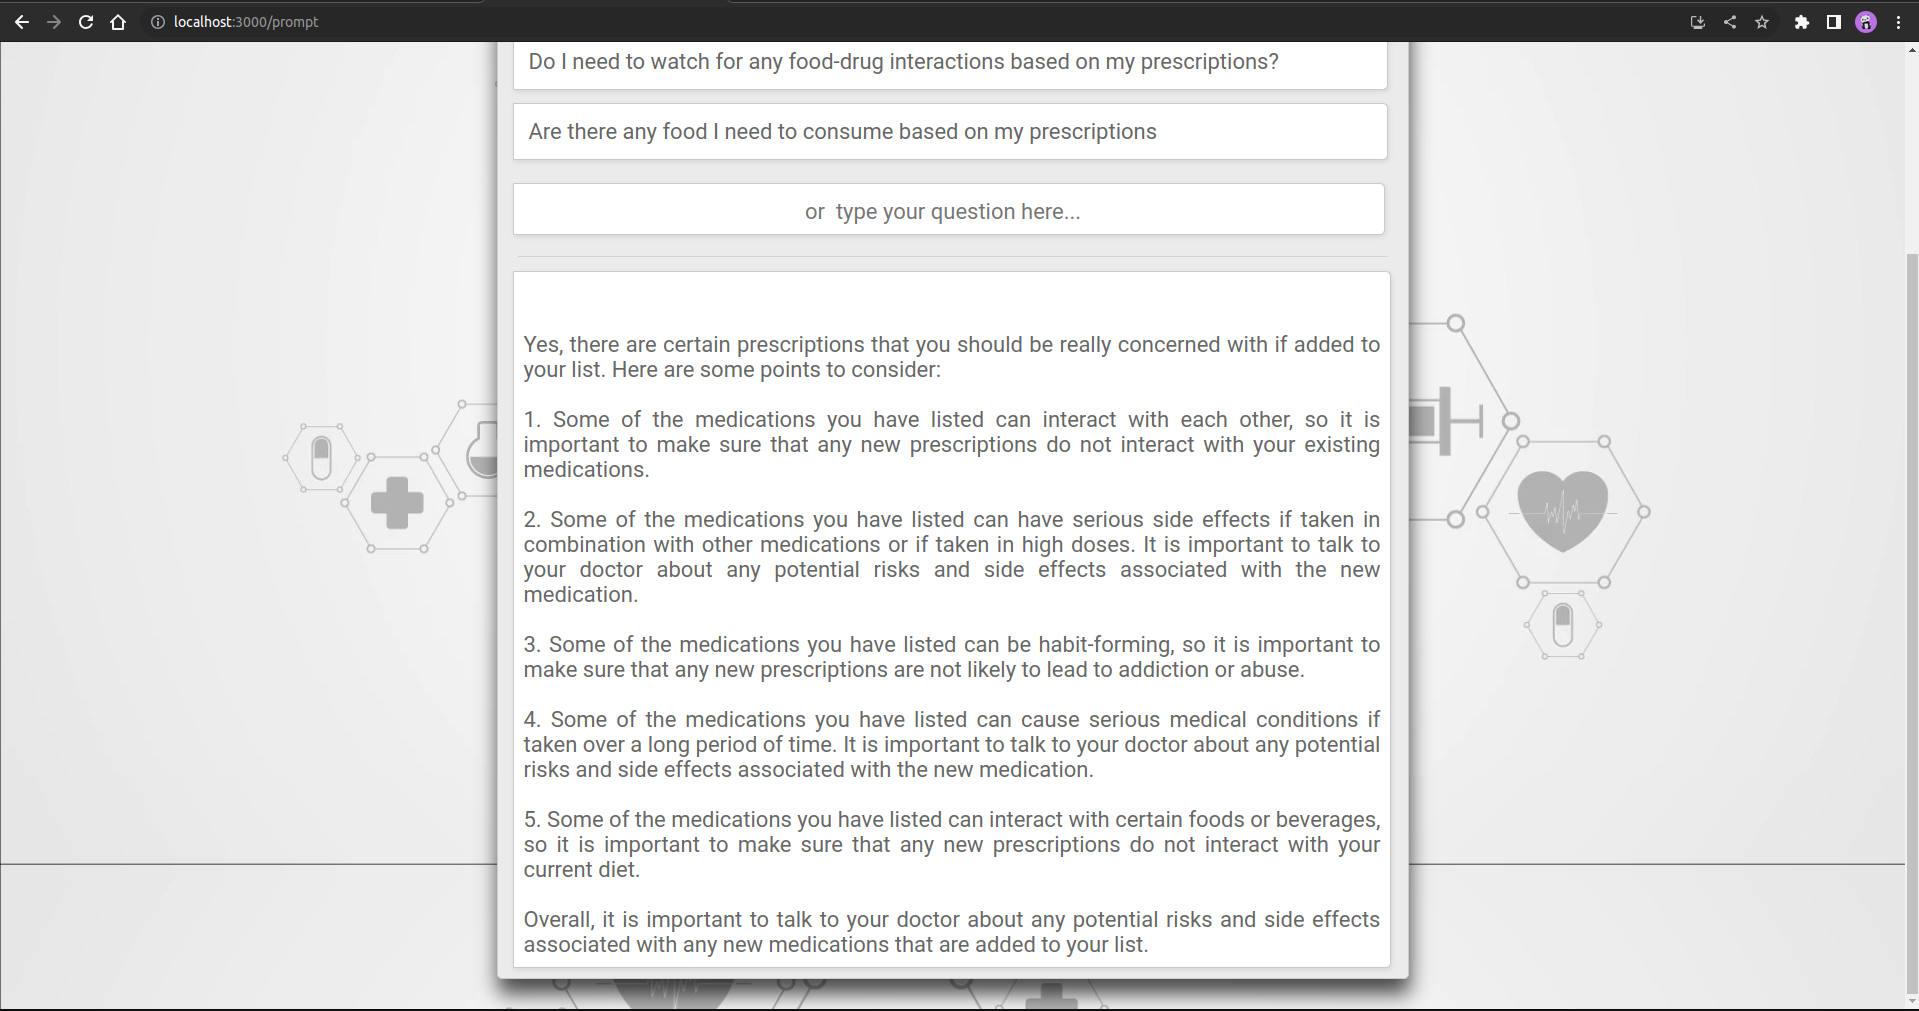 localhost:3000/prompt
Do I need to watch for any food-drug interactions based on my prescriptions?
Are there any food I need to consume based on my prescriptions
or type your question here...
Yes, there are certain prescriptions that you should be really concerned with if added to
your list. Here are some points to consider:
1. Some of the medications you have listed can interact with each other, so it is
important to make sure that any new prescriptions do not interact with your existing
medications.
2. Some of the medications you have listed can have serious side effects if taken in
combination with other medications or if taken in high doses. It is important to talk to
your doctor about any potential risks and side effects associated with the new
medication.
3. Some of the medications you have listed can be habit-forming, so it is important to
make sure that any new prescriptions are not likely to lead to addiction or abuse.
4. Some of the medications you have listed can cause serious medical conditions if
taken over a long period of time. It is important to talk to your doctor about any potential
risks and side effects associated with the new medication.
5. Some of the medications you have listed can interact with certain foods or beverages,
so it is important to make sure that any new prescriptions do not interact with your
current diet.
Overall, it is important to talk to your doctor about any potential risks and side effects
associated with any new medications that are added to your list.